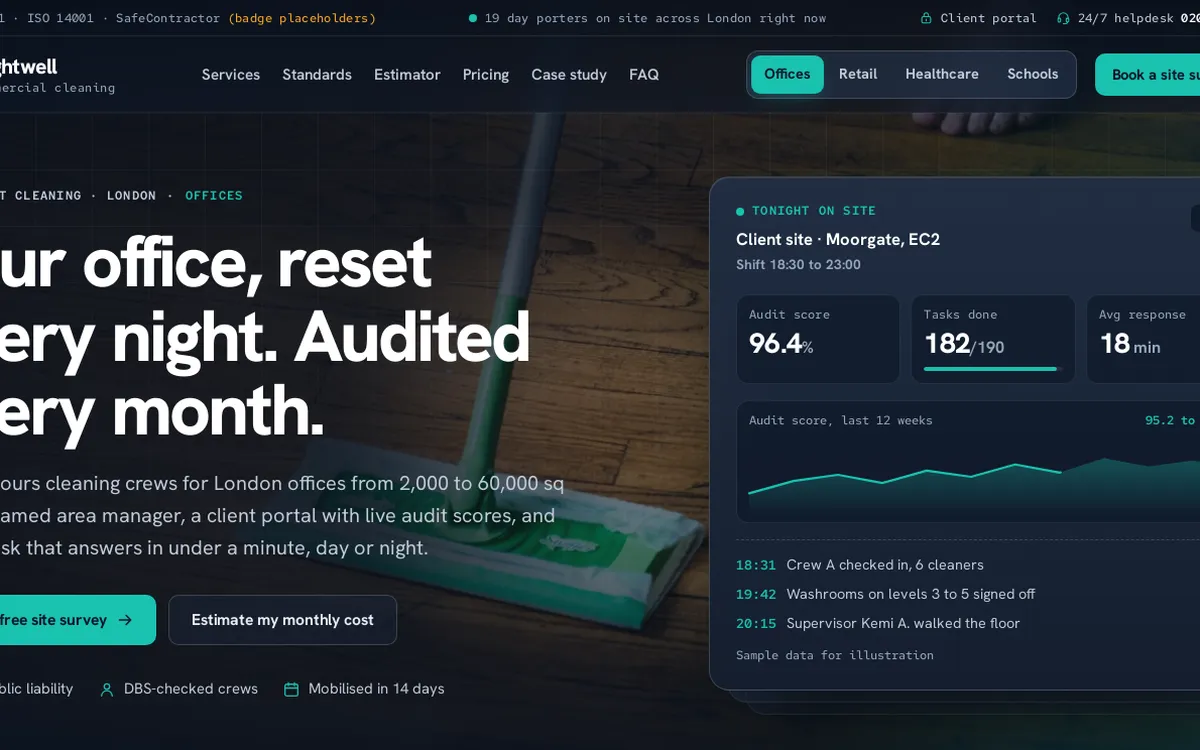 1 · ISO 14001 · SafeContractor (badge placeholders)
19 day porters on site across London right now
Client portal
24/7 helpdesk 020
ghtwell
mercial cleaning
Services
Standards
Estimator
Pricing
Case study
FAQ
Offices
Retail
Healthcare
Schools
Book a site su
T CLEANING · LONDON · OFFICES
ur office, reset
ery night. Audited
ery month.
ours cleaning crews for London offices from 2,000 to 60,000 sq
amed area manager, a client portal with live audit scores, and
sk that answers in under a minute, day or night.
free site survey →
Estimate my monthly cost
blic liability
DBS-checked crews
Mobilised in 14 days
TONIGHT ON SITE
Client site · Moorgate, EC2
Shift 18:30 to 23:00
Audit score
96.4%
Tasks done
182/190
Avg response
18 min
Audit score, last 12 weeks
95.2 to
18:31 Crew A checked in, 6 cleaners
19:42 Washrooms on levels 3 to 5 signed off
20:15 Supervisor Kemi A. walked the floor
Sample data for illustration